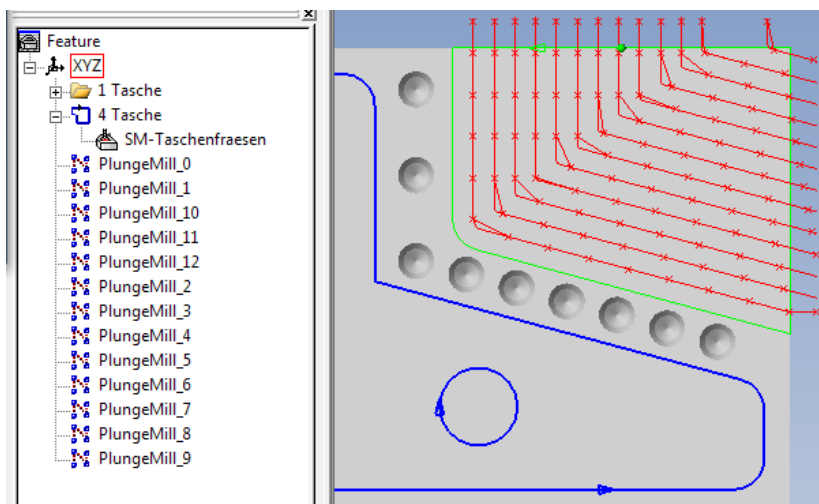 Feature
XYZ
1 Tasche
4 Tasche
SM-Taschenfraesen
PlungeMill_0
PlungeMill_1
PlungeMill_10
PlungeMill_11
PlungeMill_12
PlungeMill_2
PlungeMill_3
PlungeMill_4
PlungeMill_5
PlungeMill_6
PlungeMill_7
PlungeMill_8
PlungeMill_9